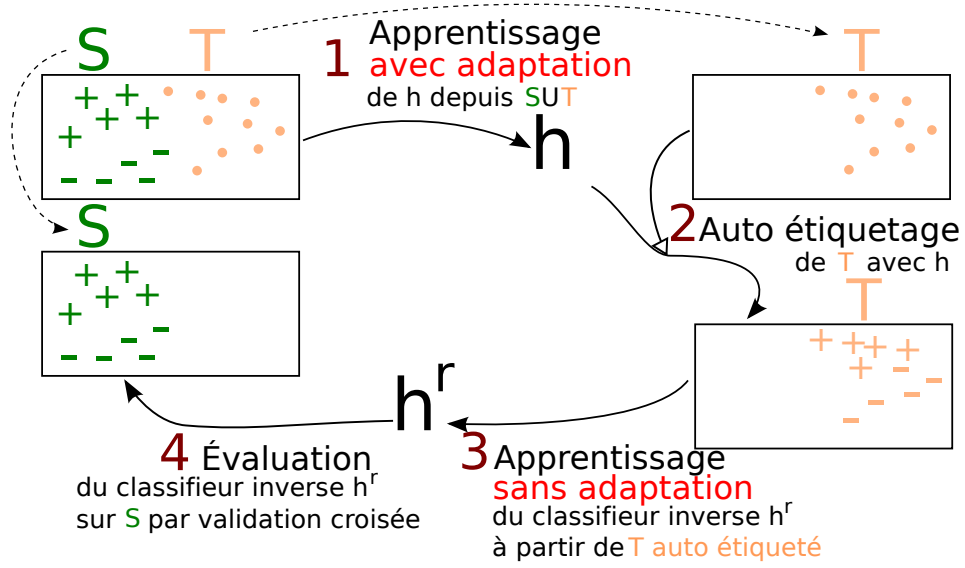 S
T
1 Apprentissage
avec adaptation
de h depuis SUT
T
h
2 Auto étiquetage
de T avec h
S
T
h^r
4 Évaluation
du classifieur inverse h^r
sur S par validation croisée
3 Apprentissage
sans adaptation
du classifieur inverse h^r
à partir de T auto étiqueté